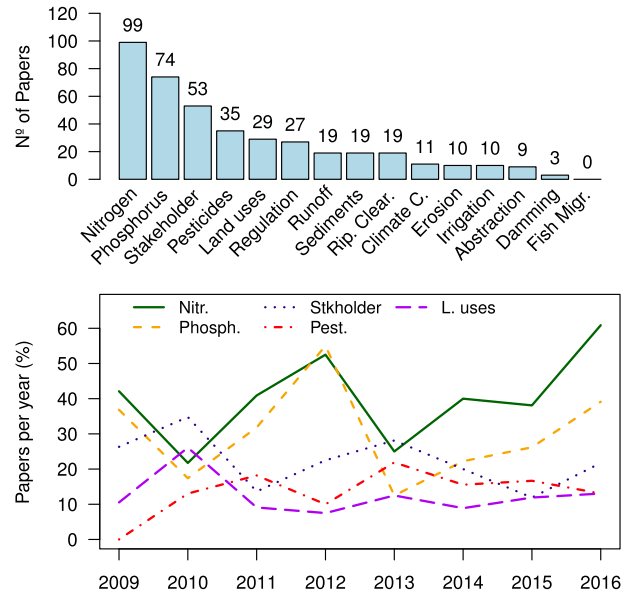 Nº of Papers
120
100
80
60
40
20
0
99
74
53
35
29
27
19
19
19
11
10
10
9
3
0
Nitrogen
Phosphorus
Stakeholder
Pesticides
Land uses
Regulation
Runoff
Sediments
Rip. Clear.
Climate C.
Erosion
Irrigation
Abstraction
Damming
Fish Migr.
Papers per year (%)
Nitr.
Phosph.
Stkholder
Pest.
L. uses
60
50
40
30
20
10
0
2009
2010
2011
2012
2013
2014
2015
2016